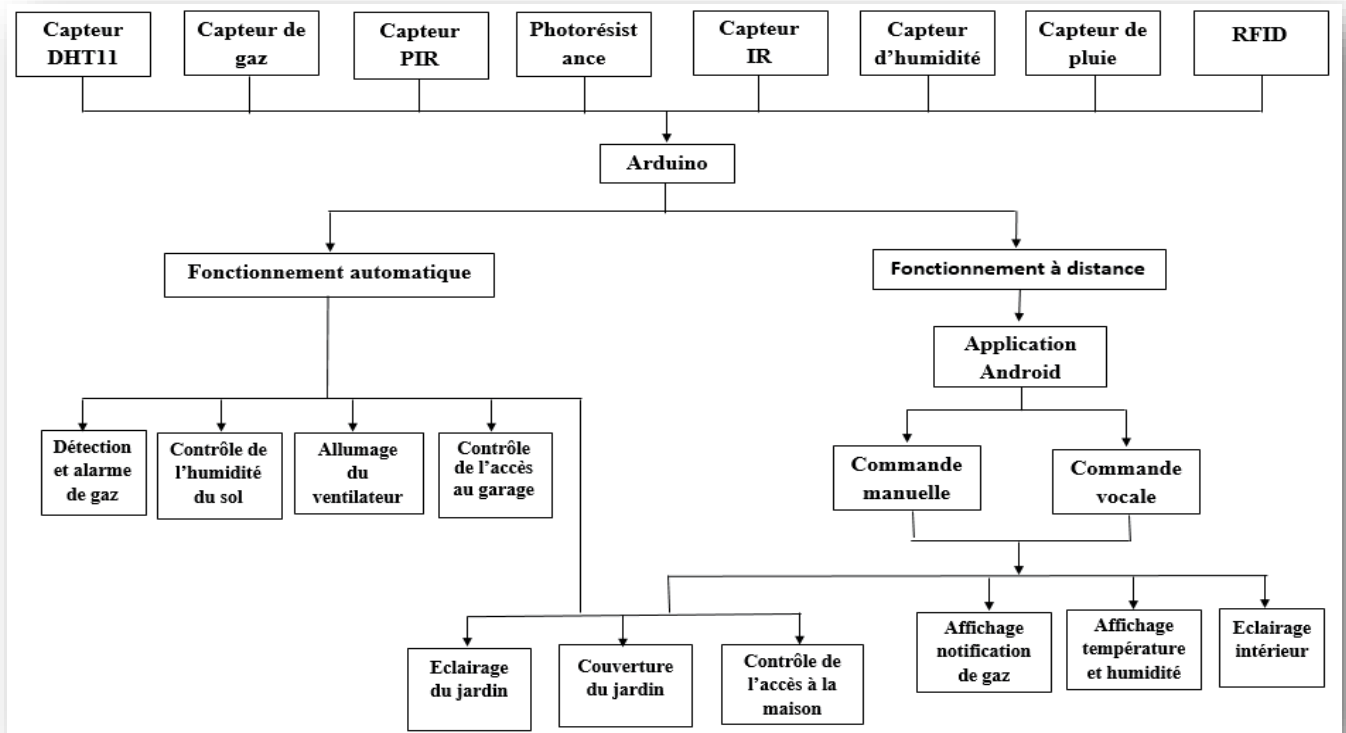 Capteur
DHT11
Capteur de
gaz
Capteur
PIR
Photorésist
ance
Capteur
IR
Capteur
d’humidité
Capteur de
pluie
RFID
Arduino
Fonctionnement automatique
Fonctionnement à distance
Application
Android
Détection
et alarme
de gaz
Contrôle de
l’humidité
du sol
Allumage
du
ventilateur
Contrôle
de l’accès
au garage
Commande
manuelle
Commande
vocale
Eclairage
du jardin
Couverture
du jardin
Contrôle de
l’accès à la
maison
Affichage
notification
de gaz
Affichage
température
et humidité
Eclairage
intérieur